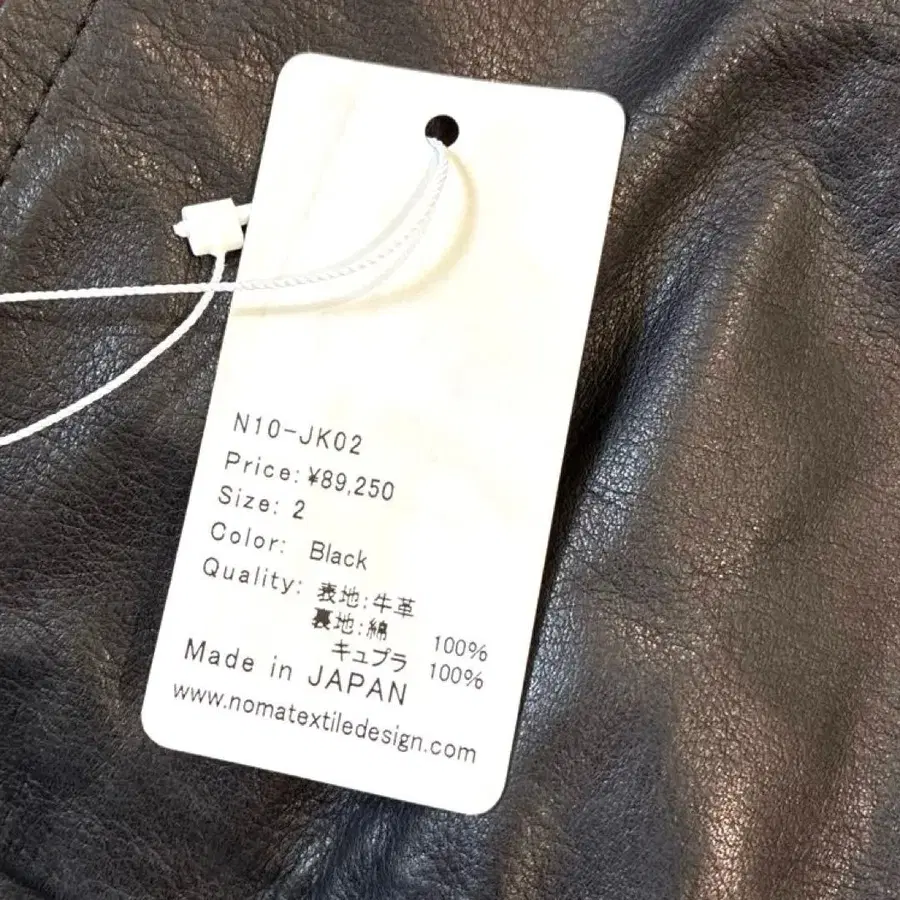 N10-JK02
Price: ¥89,250
Size: 2
Color: Black
Quality: 表地:牛革
裏地:綿 100%
キュプラ 100%
Made in JAPAN
www.nomatextiledesign.com